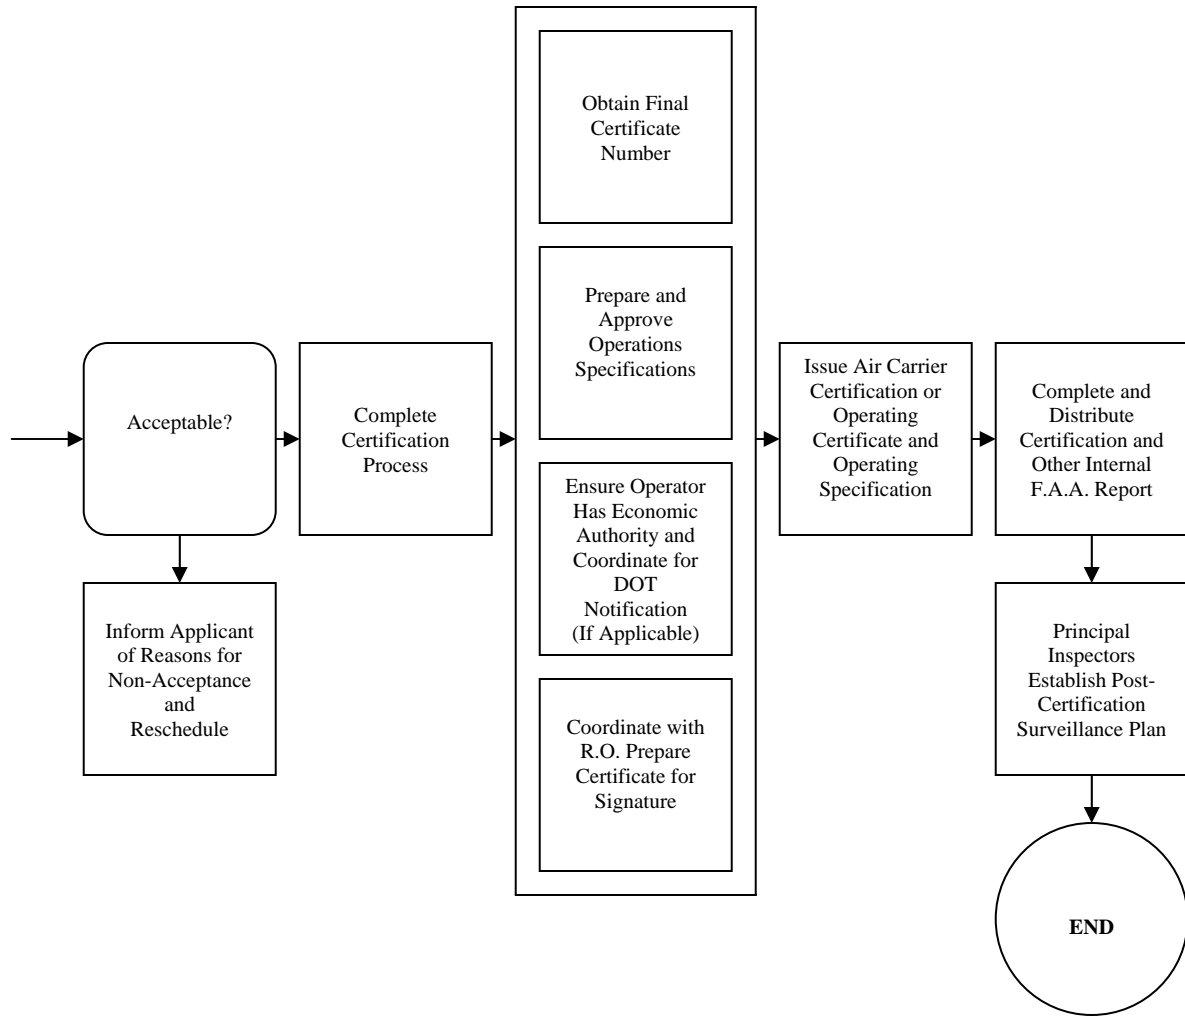 Acceptable?
Inform Applicant
of Reasons for
Non-Acceptance
and
Reschedule
Complete
Certification
Process
Obtain Final
Certificate
Number
Prepare and
Approve
Operations
Specifications
Ensure Operator
Has Economic
Authority and
Coordinate for
DOT
Notification
(If Applicable)
Coordinate with
R.O. Prepare
Certificate for
Signature
Issue Air Carrier
Certification or
Operating
Certificate and
Operating
Specification
Complete and
Distribute
Certification and
Other Internal
F.A.A. Report
Principal
Inspectors
Establish Post-
Certification
Surveillance Plan
END